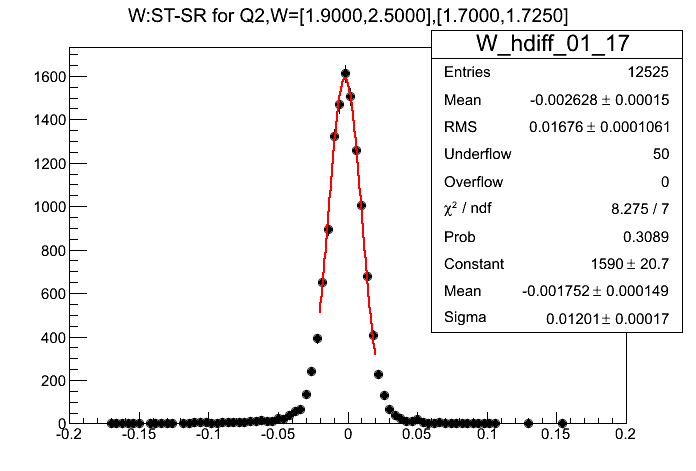 W:ST-SR for Q2,W=[1.9000,2.5000],[1.7000,1.7250]
W_hdiff_01_17
Entries 12525
Mean -0.002628 ± 0.00015
RMS 0.01676 ± 0.0001061
Underflow 50
Overflow 0
χ² / ndf 8.275 / 7
Prob 0.3089
Constant 1590 ± 20.7
Mean -0.001752 ± 0.000149
Sigma 0.01201 ± 0.00017
1600
1400
1200
1000
800
600
400
200
0
-0.2 -0.15 -0.1 -0.05 0 0.05 0.1 0.15 0.2